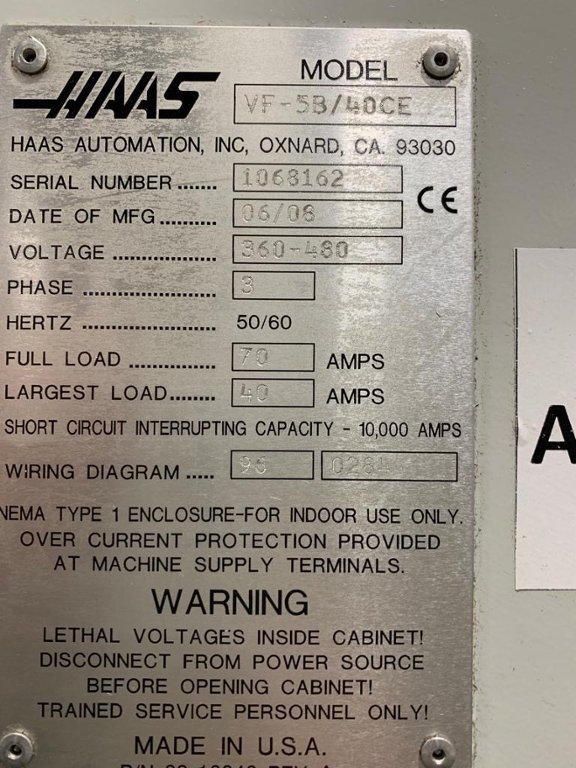 HAAS
MODEL
VF-5B/40CE
HAAS AUTOMATION, INC, OXNARD, CA. 93030
SERIAL NUMBER ....... 1068162
CE
DATE OF MFG .......... 06/08
VOLTAGE ................ 360-480
PHASE ..................... 3
HERTZ ..................... 50/60
FULL LOAD ............. 70 AMPS
LARGEST LOAD........ 40 AMPS
SHORT CIRCUIT INTERRUPTING CAPACITY - 10,000 AMPS
WIRING DIAGRAM ..... 96
NEMA TYPE 1 ENCLOSURE-FOR INDOOR USE ONLY.
OVER CURRENT PROTECTION PROVIDED
AT MACHINE SUPPLY TERMINALS.
WARNING
LETHAL VOLTAGES INSIDE CABINET!
DISCONNECT FROM POWER SOURCE
BEFORE OPENING CABINET!
TRAINED SERVICE PERSONNEL ONLY!
MADE IN U.S.A.
A